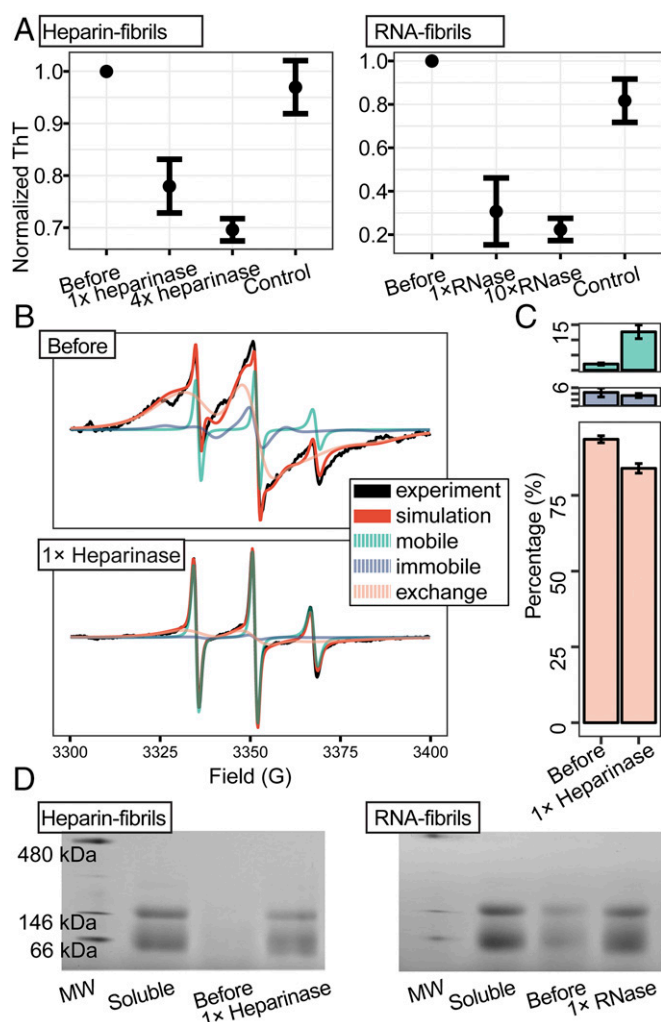 A
Heparin-fibrils
RNA-fibrils
Normalized ThT
1.0
0.9
0.8
0.7
Before
1x heparinase
4x heparinase
Control
1.0
0.8
0.6
0.4
0.2
Before
1×RNase
10×RNase
Control
B
Before
1× Heparinase
experiment
simulation
mobile
immobile
exchange
3300
3325
3350
3375
3400
Field (G)
C
15
6
Percentage (%)
75
50
25
0
Before
1× Heparinase
D
Heparin-fibrils
480 kDa
146 kDa
66 kDa
MW
Soluble
Before
1× Heparinase
RNA-fibrils
MW
Soluble
Before
1× RNase